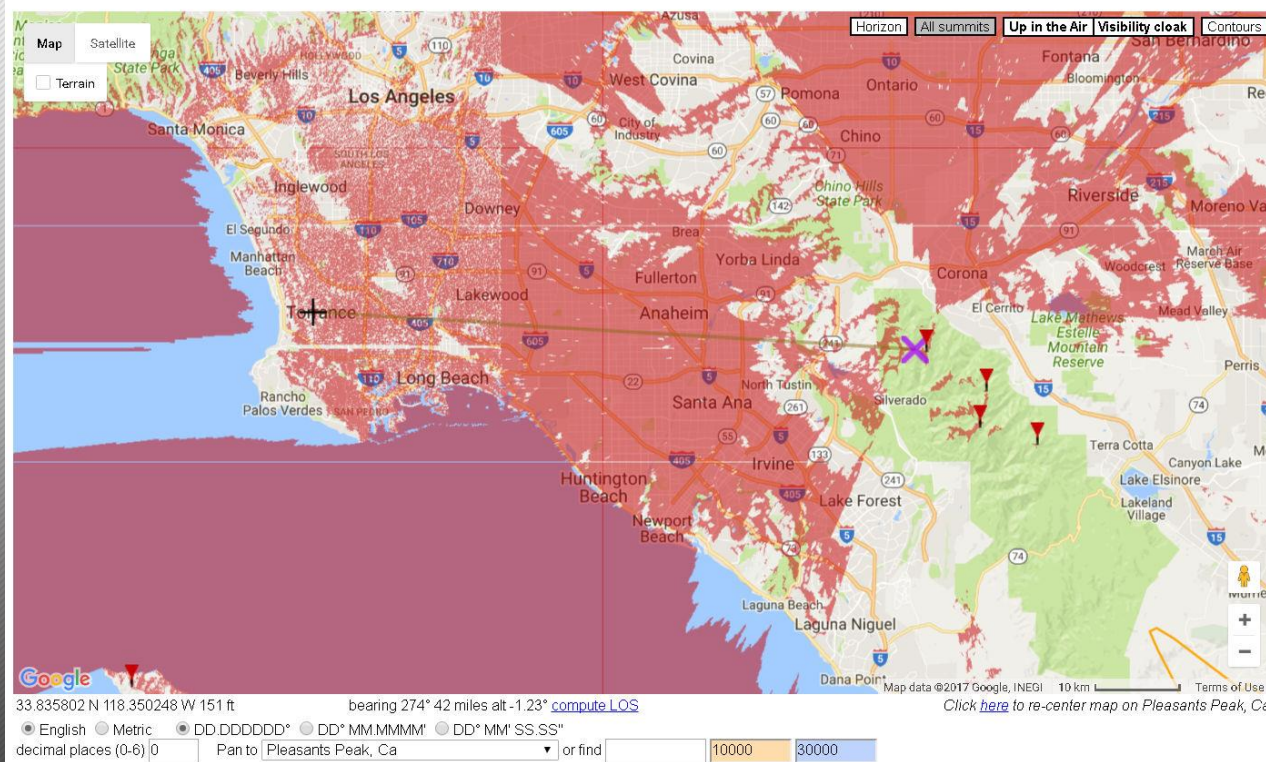 Map Satellite
Terrain
Horizon All summits Up in the Air Visibility cloak Contours
Azusa
San Bernardino
Fontana
Bloomington
Covina
West Covina
Pomona
Ontario
State Park
HOLLYWOOD
Beverly Hills
Los Angeles
Santa Monica
City of
Industry
Chino
SOUTH LOS
ANGELES
Inglewood
Chino Hills
State Park
Riverside
Downey
Moreno Va
El Segundo
Brea
Manhattan
Beach
Yorba Linda
March Air
Reserve Base
Woodcrest
Fullerton
Corona
Lakewood
Torrance
Anaheim
El Cerrito
Lake Mathews
Estelle
Mountain
Reserve
Mead Valley
Perris
Long Beach
North Tustin
Rancho
Palos Verdes
SAN PEDRO
Santa Ana
Silverado
Terra Cotta
Canyon Lake
Irvine
Lake Elsinore
Huntington
Beach
Lake Forest
Lakeland
Village
Newport
Beach
Laguna Beach
Laguna Niguel
Dana Point
Google
Map data ©2017 Google, INEGI 10 km Terms of Use
33.835802 N 118.350248 W 151 ft bearing 274° 42 miles alt -1.23° compute LOS Click here to re-center map on Pleasants Peak, Ca
English Metric DD.DDDDDD° DD° MM.MMMM' DD° MM' SS.SS"
decimal places (0-6) 0 Pan to Pleasants Peak, Ca or find 10000 30000